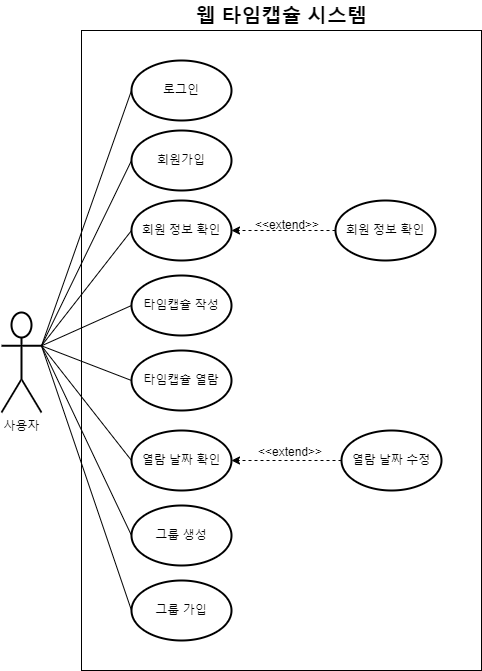 웹 타임캡슐 시스템
로그인
회원가입
회원 정보 확인
<<extend>>
회원 정보 확인
타임캡슐 작성
타임캡슐 열람
사용자
열람 날짜 확인
<<extend>>
열람 날짜 수정
그룹 생성
그룹 가입